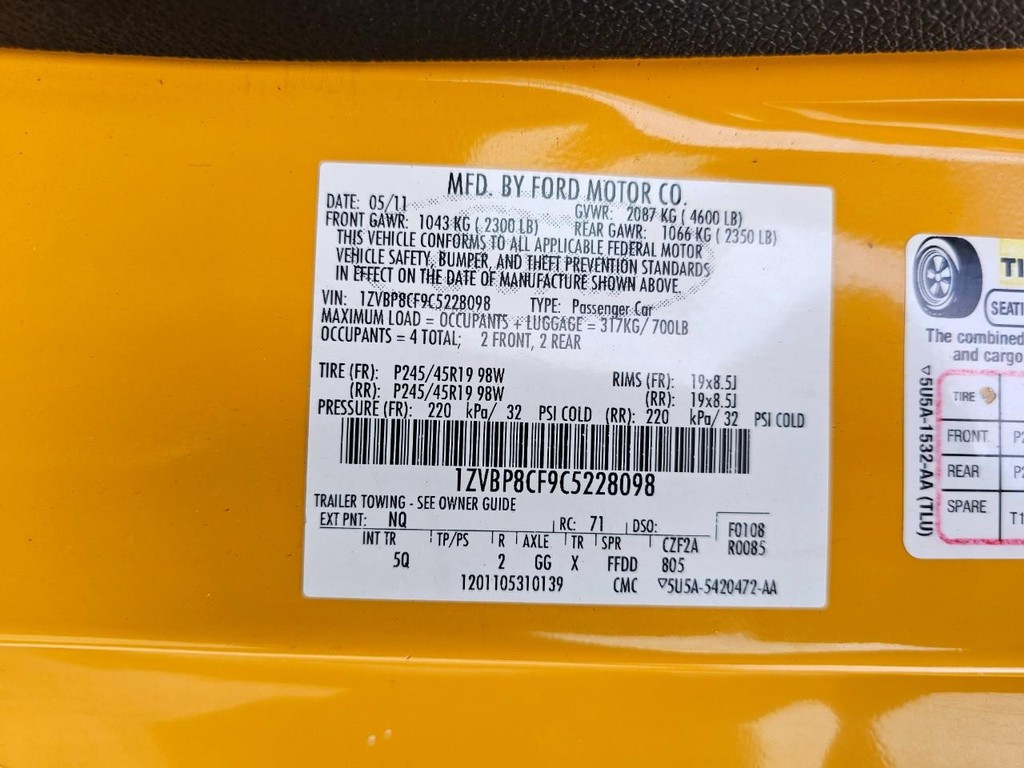 MFD. BY FORD MOTOR CO.
DATE: 05/11 GVWR: 2087 KG ( 4600 LB)
FRONT GAWR: 1043 KG ( 2300 LB) REAR GAWR: 1066 KG ( 2350 LB)
THIS VEHICLE CONFORMS TO ALL APPLICABLE FEDERAL MOTOR
VEHICLE SAFETY, BUMPER, AND THEFT PREVENTION STANDARDS
IN EFFECT ON THE DATE OF MANUFACTURE SHOWN ABOVE.
VIN: 1ZVBP8CF9C5228098 TYPE: Passenger Car
MAXIMUM LOAD = OCCUPANTS + LUGGAGE = 317KG/ 700LB
OCCUPANTS = 4 TOTAL; 2 FRONT, 2 REAR
TIRE (FR): P245/45R19 98W RIMS (FR): 19x8.5J
(RR): P245/45R19 98W (RR): 19x8.5J
PRESSURE (FR): 220 kPa/ 32 PSI COLD (RR): 220 kPa/ 32 PSI COLD
1ZVBP8CF9C5228098
TRAILER TOWING - SEE OWNER GUIDE
EXT PNT: NQ RC: 71 DSO: F0108
INT TR TP/PS R AXLE TR SPR CZF2A R0085
5Q 2 GG X FFDD 805
1201105310139 CMC ▽5U5A-5420472-AA
TI
SEATI
The combined
and cargo
TIRE
FRONT P2
REAR P2
SPARE T1
▽5U5A-1532-AA (TLU)